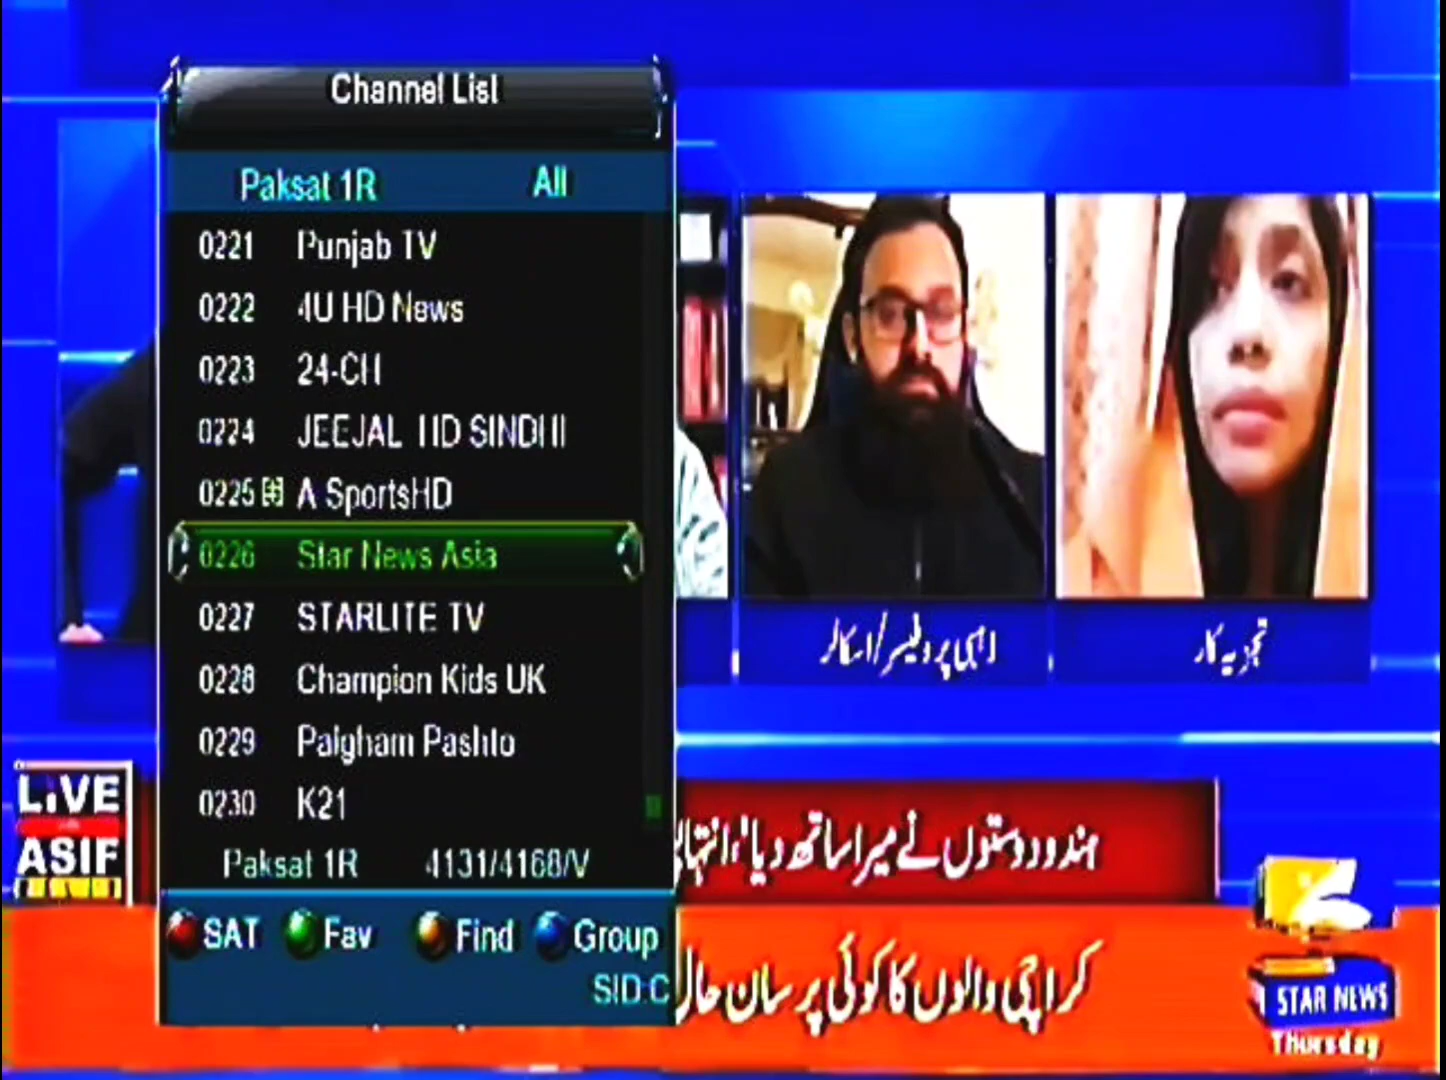 Channel List
Paksat 1R All
0221 Punjab TV
0222 4U HD News
0223 24-CH
0224 JEEJAL HD SINDHI
0225 A SportsHD
0226 Star News Asia
0227 STARLITE TV
0228 Champion Kids UK
0229 Paigham Pashto
0230 K21
Paksat 1R 4131/4168/V
SAT Fav Find Group
SID:C
پروفیسر/اسکالر
تجزیہ کار
LIVE
ASIF
ہندو دوستوں نے میرا ساتھ دیا
کراچی والوں کا کوئی پرسان حال
STAR NEWS
Thursday